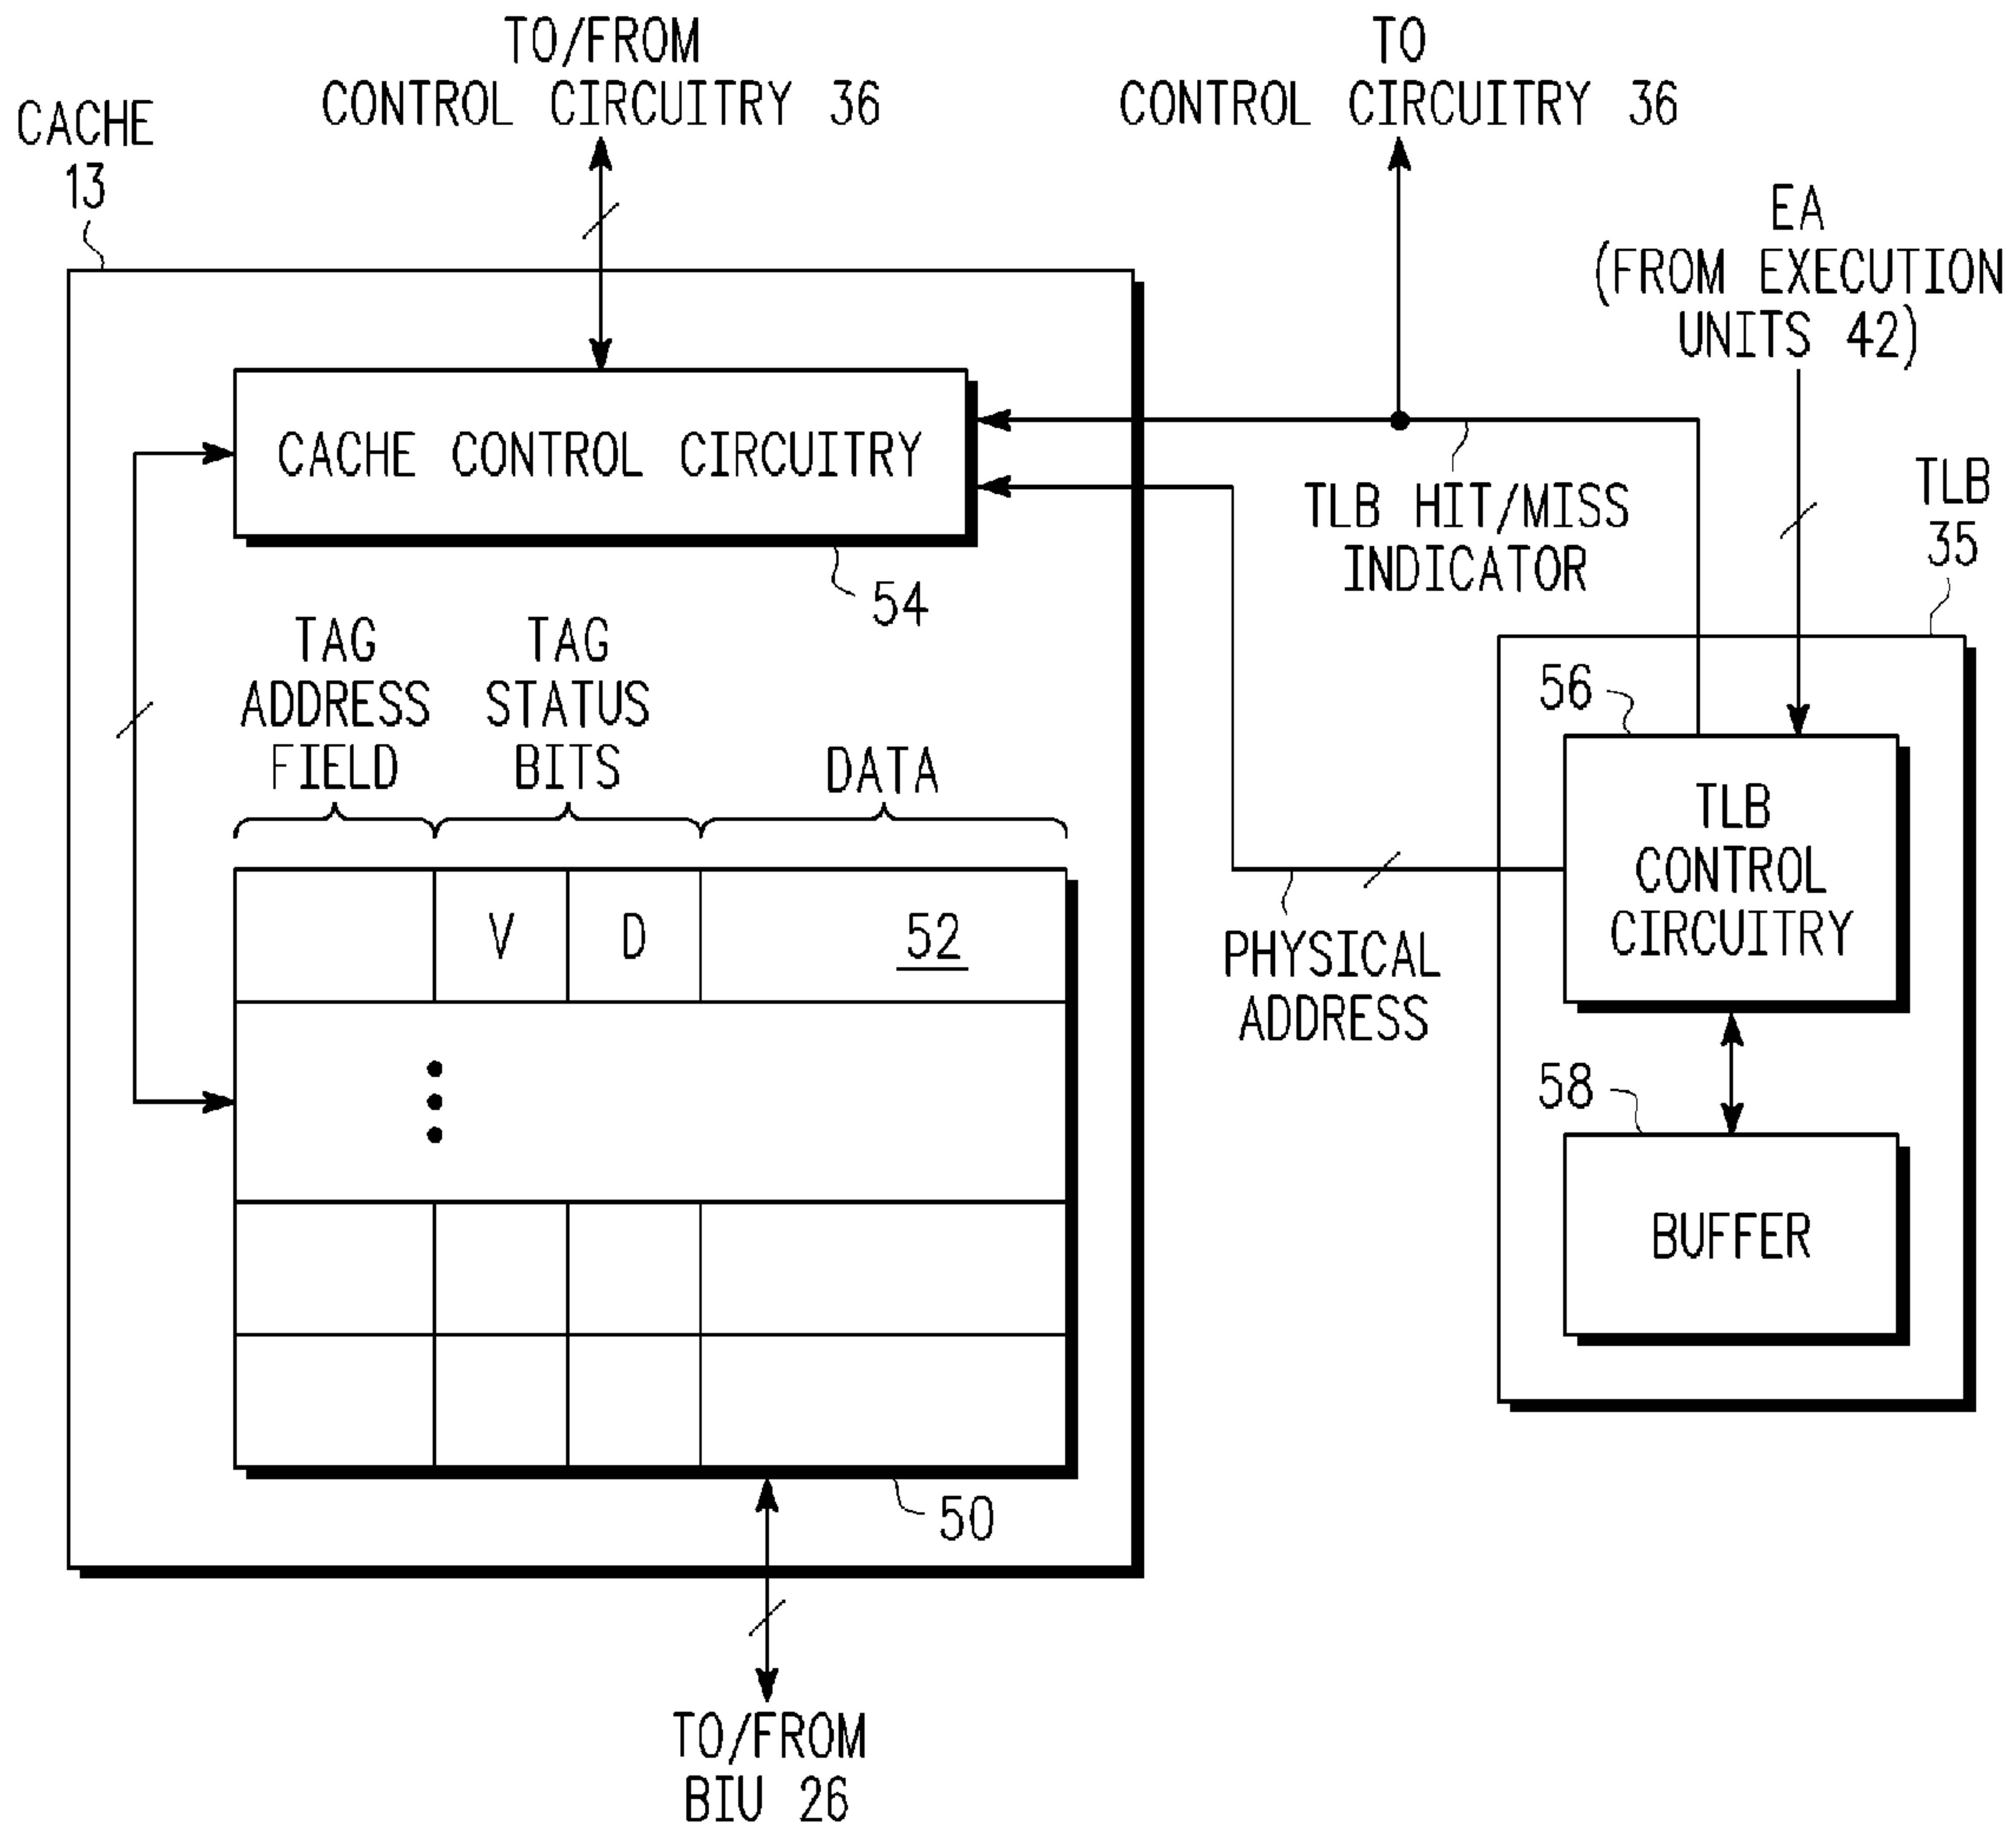 TO/FROM
CONTROL CIRCUITRY 36
TO
CONTROL CIRCUITRY 36
CACHE
13
EA
(FROM EXECUTION
UNITS 42)
CACHE CONTROL CIRCUITRY
54
TLB HIT/MISS
INDICATOR
TLB
35
TAG
ADDRESS
FIELD
TAG
STATUS
BITS
DATA
V
D
52
PHYSICAL
ADDRESS
56
TLB
CONTROL
CIRCUITRY
58
BUFFER
50
TO/FROM
BIU 26